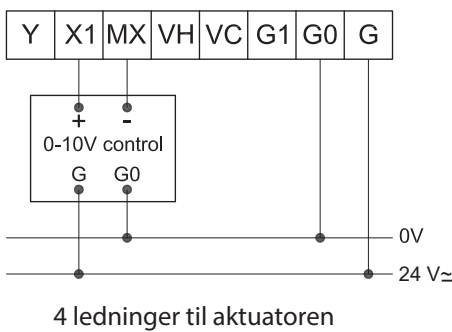 Y X1 MX VH VC G1 G0 G
+ -
0-10V control
G G0
0V
24 V≃
4 ledninger til aktuatoren